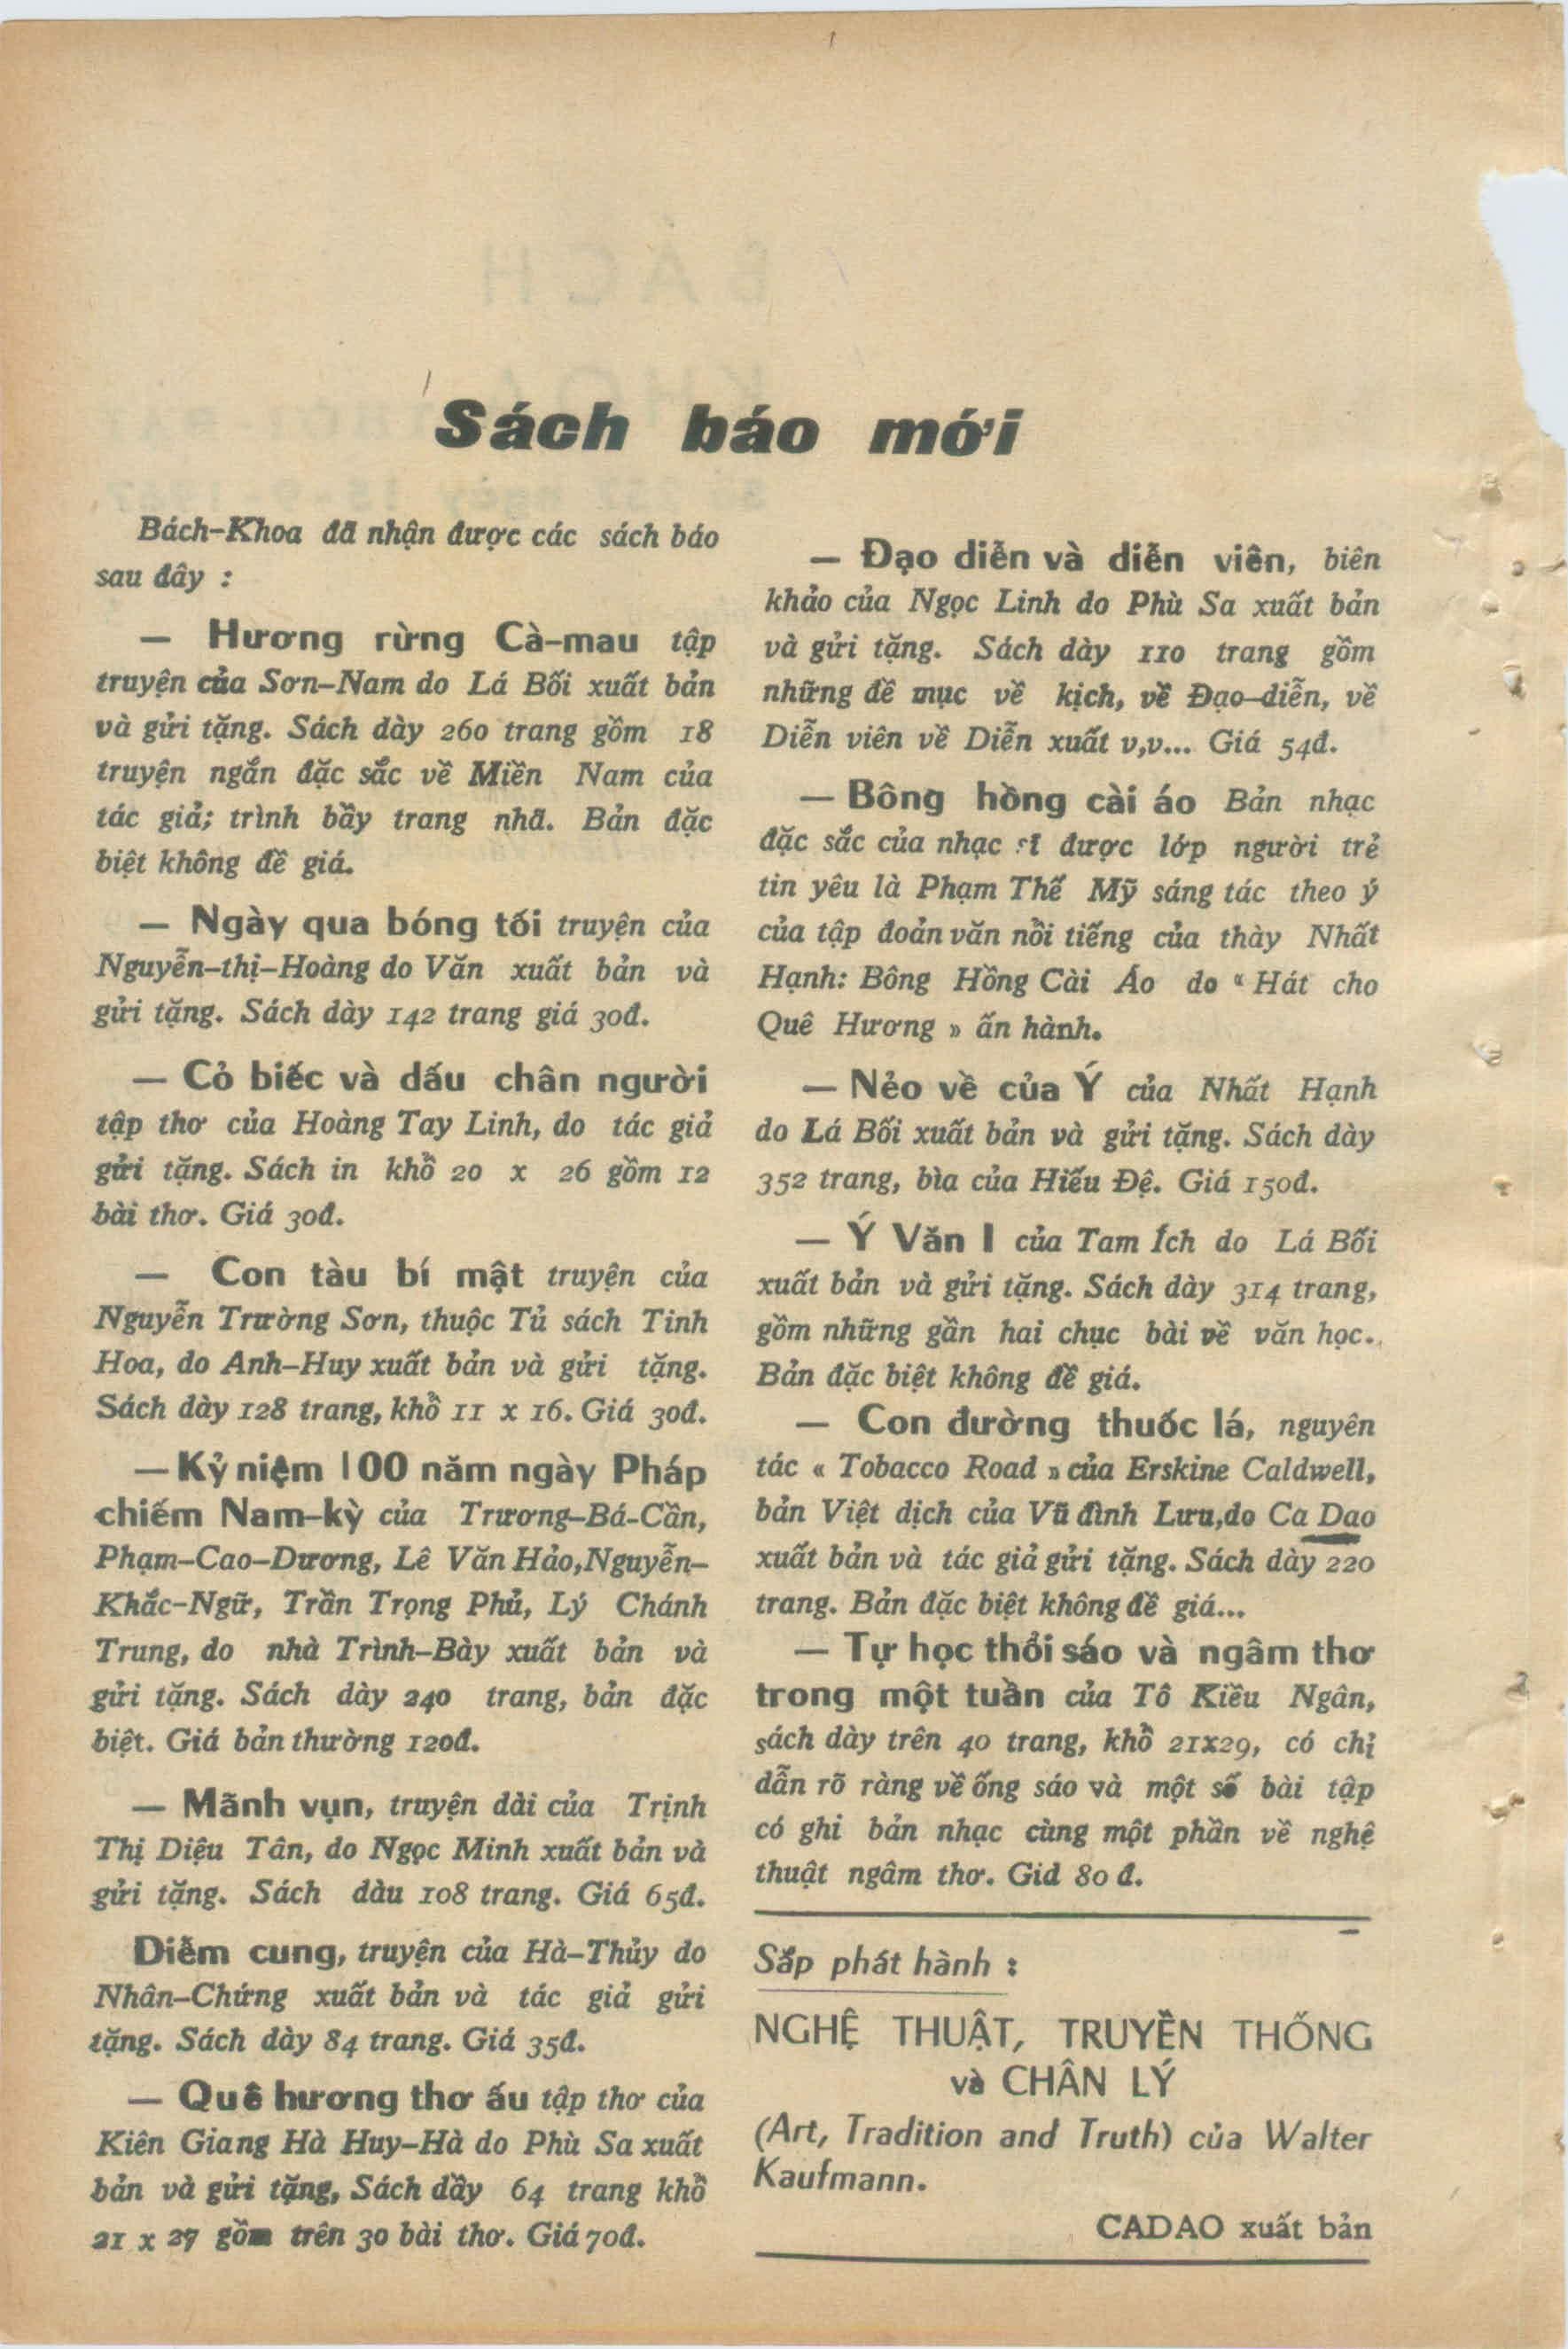 Sách báo mới
Bách-Khoa đã nhận được các sách báo
sau đây :
— Hương rừng Cà-mau tập
truyện của Sơn-Nam do Lá Bối xuất bản
và gửi tặng. Sách dày 260 trang gồm 18
truyện ngắn đặc sắc về Miền Nam của
tác giả; trình bầy trang nhã. Bản đặc
biệt không đề giá.
— Ngày qua bóng tối truyện của
Nguyễn-thị-Hoàng do Văn xuất bản và
gửi tặng. Sách dày 142 trang giá 30đ.
— Cỏ biếc và dấu chân người
tập thơ của Hoàng Tay Linh, do tác giả
gửi tặng. Sách in khổ 20 x 26 gồm 12
bài thơ. Giá 30đ.
— Con tàu bí mật truyện của
Nguyễn Trường Sơn, thuộc Tủ sách Tinh
Hoa, do Anh-Huy xuất bản và gửi tặng.
Sách dày 128 trang, khổ 11 x 16. Giá 30đ.
— Kỷ niệm 100 năm ngày Pháp
chiếm Nam-kỳ của Trương-Bá-Cần,
Phạm-Cao-Dương, Lê Văn Hảo,Nguyễn-
Khắc-Ngữ, Trần Trọng Phủ, Lý Chánh
Trung, do nhà Trình-Bày xuất bản và
gửi tặng. Sách dày 240 trang, bản đặc
biệt. Giá bản thường 120đ.
— Mãnh vụn, truyện dài của Trịnh
Thị Diệu Tân, do Ngọc Minh xuất bản và
gửi tặng. Sách dàu 108 trang. Giá 65đ.
Diễm cung, truyện của Hà-Thủy do
Nhân-Chứng xuất bản và tác giả gửi
tặng. Sách dày 84 trang. Giá 35đ.
— Quê hương thơ ấu tập thơ của
Kiên Giang Hà Huy-Hà do Phù Sa xuất
bản và gửi tặng, Sách dầy 64 trang khổ
21 x 27 gồm trên 30 bài thơ. Giá 70đ.
— Đạo diễn và diễn viên, biên
khảo của Ngọc Linh do Phù Sa xuất bản
và gửi tặng. Sách dày 110 trang gồm
những đề mục về kịch, về Đạo-diễn, về
Diễn viên về Diễn xuất v,v... Giá 54đ.
— Bông hồng cài áo Bản nhạc
đặc sắc của nhạc sĩ được lớp người trẻ
tin yêu là Phạm Thế Mỹ sáng tác theo ý
của tập đoản văn nổi tiếng của thày Nhất
Hạnh: Bông Hồng Cài Áo do « Hát cho
Quê Hương » ấn hành.
— Nẻo về của Ý của Nhất Hạnh
do Lá Bối xuất bản và gửi tặng. Sách dày
352 trang, bìa của Hiếu Đệ. Giá 150đ.
— Ý Văn I của Tam Ích do Lá Bối
xuất bản và gửi tặng. Sách dày 314 trang,
gồm những gần hai chục bài về văn học.
Bản đặc biệt không đề giá.
— Con đường thuốc lá, nguyên
tác « Tobacco Road » của Erskine Caldwell,
bản Việt dịch của Vũ đình Lưu,do Ca Dao
xuất bản và tác giả gửi tặng. Sách dày 220
trang. Bản đặc biệt không đề giá...
— Tự học thổi sáo và ngâm thơ
trong một tuần của Tô Kiều Ngân,
sách dày trên 40 trang, khổ 21x29, có chỉ
dẫn rõ ràng về ống sáo và một số bài tập
có ghi bản nhạc cùng một phần về nghệ
thuật ngâm thơ. Giá 80 đ.
Sắp phát hành :
NGHỆ THUẬT, TRUYỀN THỐNG
và CHÂN LÝ
(Art, Tradition and Truth) của Walter
Kaufmann.
CADAO xuất bản